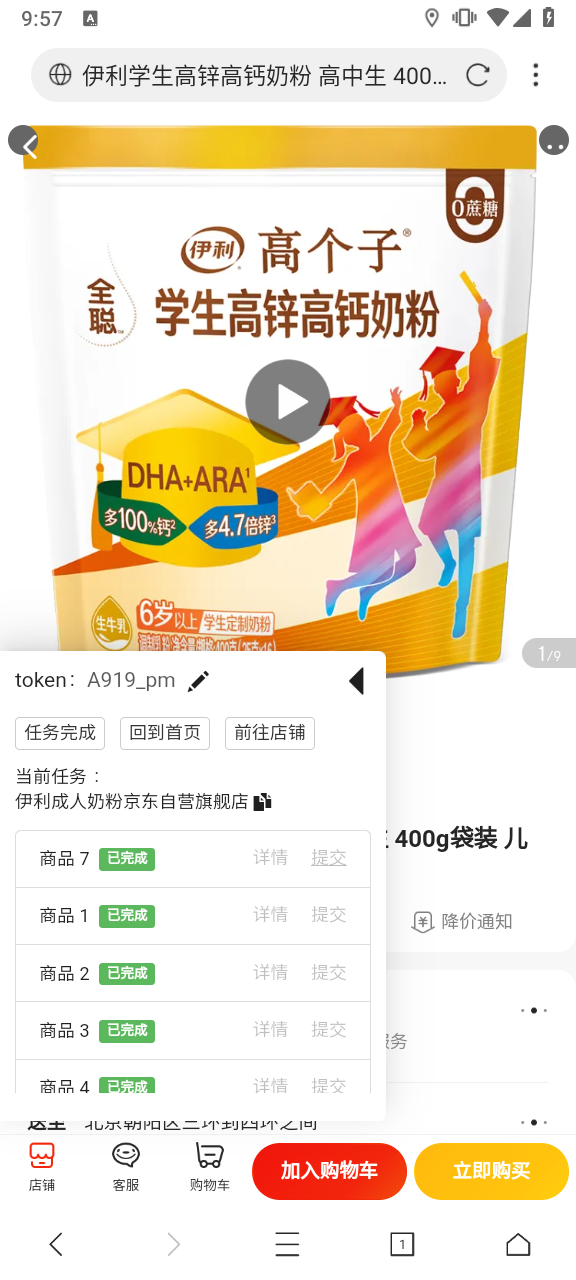 9:57
A
伊利学生高锌高钙奶粉 高中生 400...
0蔗糖
伊利 高个子®
全聪
学生高锌高钙奶粉
DHA+ARA¹
多100%钙²
多4.7倍锌³
生牛乳
6岁以上 学生定制奶粉
1/9
token: A919_pm
任务完成 回到首页 前往店铺
当前任务：
伊利成人奶粉京东自营旗舰店
400g袋装 儿
商品 7 已完成 详情 提交
商品 1 已完成 详情 提交
降价通知
商品 2 已完成 详情 提交
商品 3 已完成 详情 提交
服务
商品 4 已完成 详情 提交
送至 北京朝阳区三环到四环之间
店铺 客服 购物车 加入购物车 立即购买
1